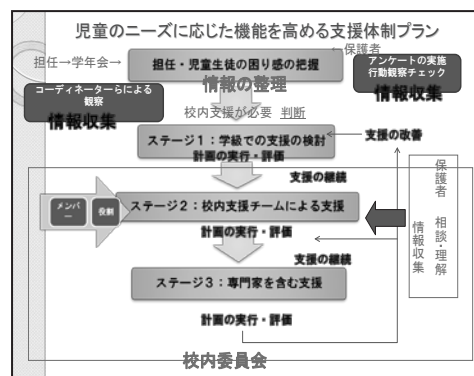 児童のニーズに応じた機能を高める支援体制プラン
←保護者
担任→学年会→
担任・児童生徒の困り感の把握
アンケートの実施
行動観察チェック
情報収集
情報の整理
コーディネーターらによる
観察
情報収集
校内支援が必要 判断
ステージ1:学級での支援の検討
計画の実行・評価
支援の改善
支援の継続
保護者 相談・理解
情報収集
メンバー
役割
ステージ2:校内支援チームによる支援
計画の実行・評価
支援の継続
ステージ3:専門家を含む支援
計画の実行・評価
校内委員会